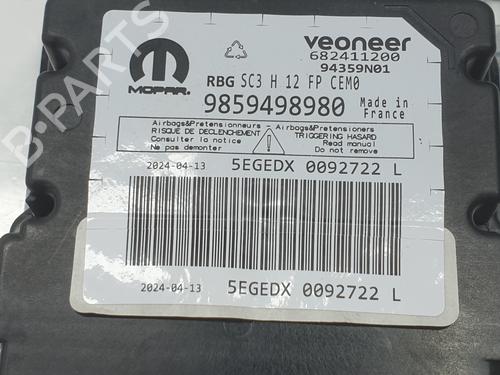 veoneer
682411200
94359N01
MOPAR
RBG SC3 H 12 FP CEM0
9859498980
Made in
France
Airbags&Pretensionneurs
RISQUE DE DECLENCHEMENT
Consulter la notice
Ne pas demonter
Airbags&Pretensioners
TRIGGERING HASARD
Read manual
Do not remove
2024-04-13
5EGEDX 0092722 L
2024-04-13
5EGEDX 0092722 L
B-PARTS